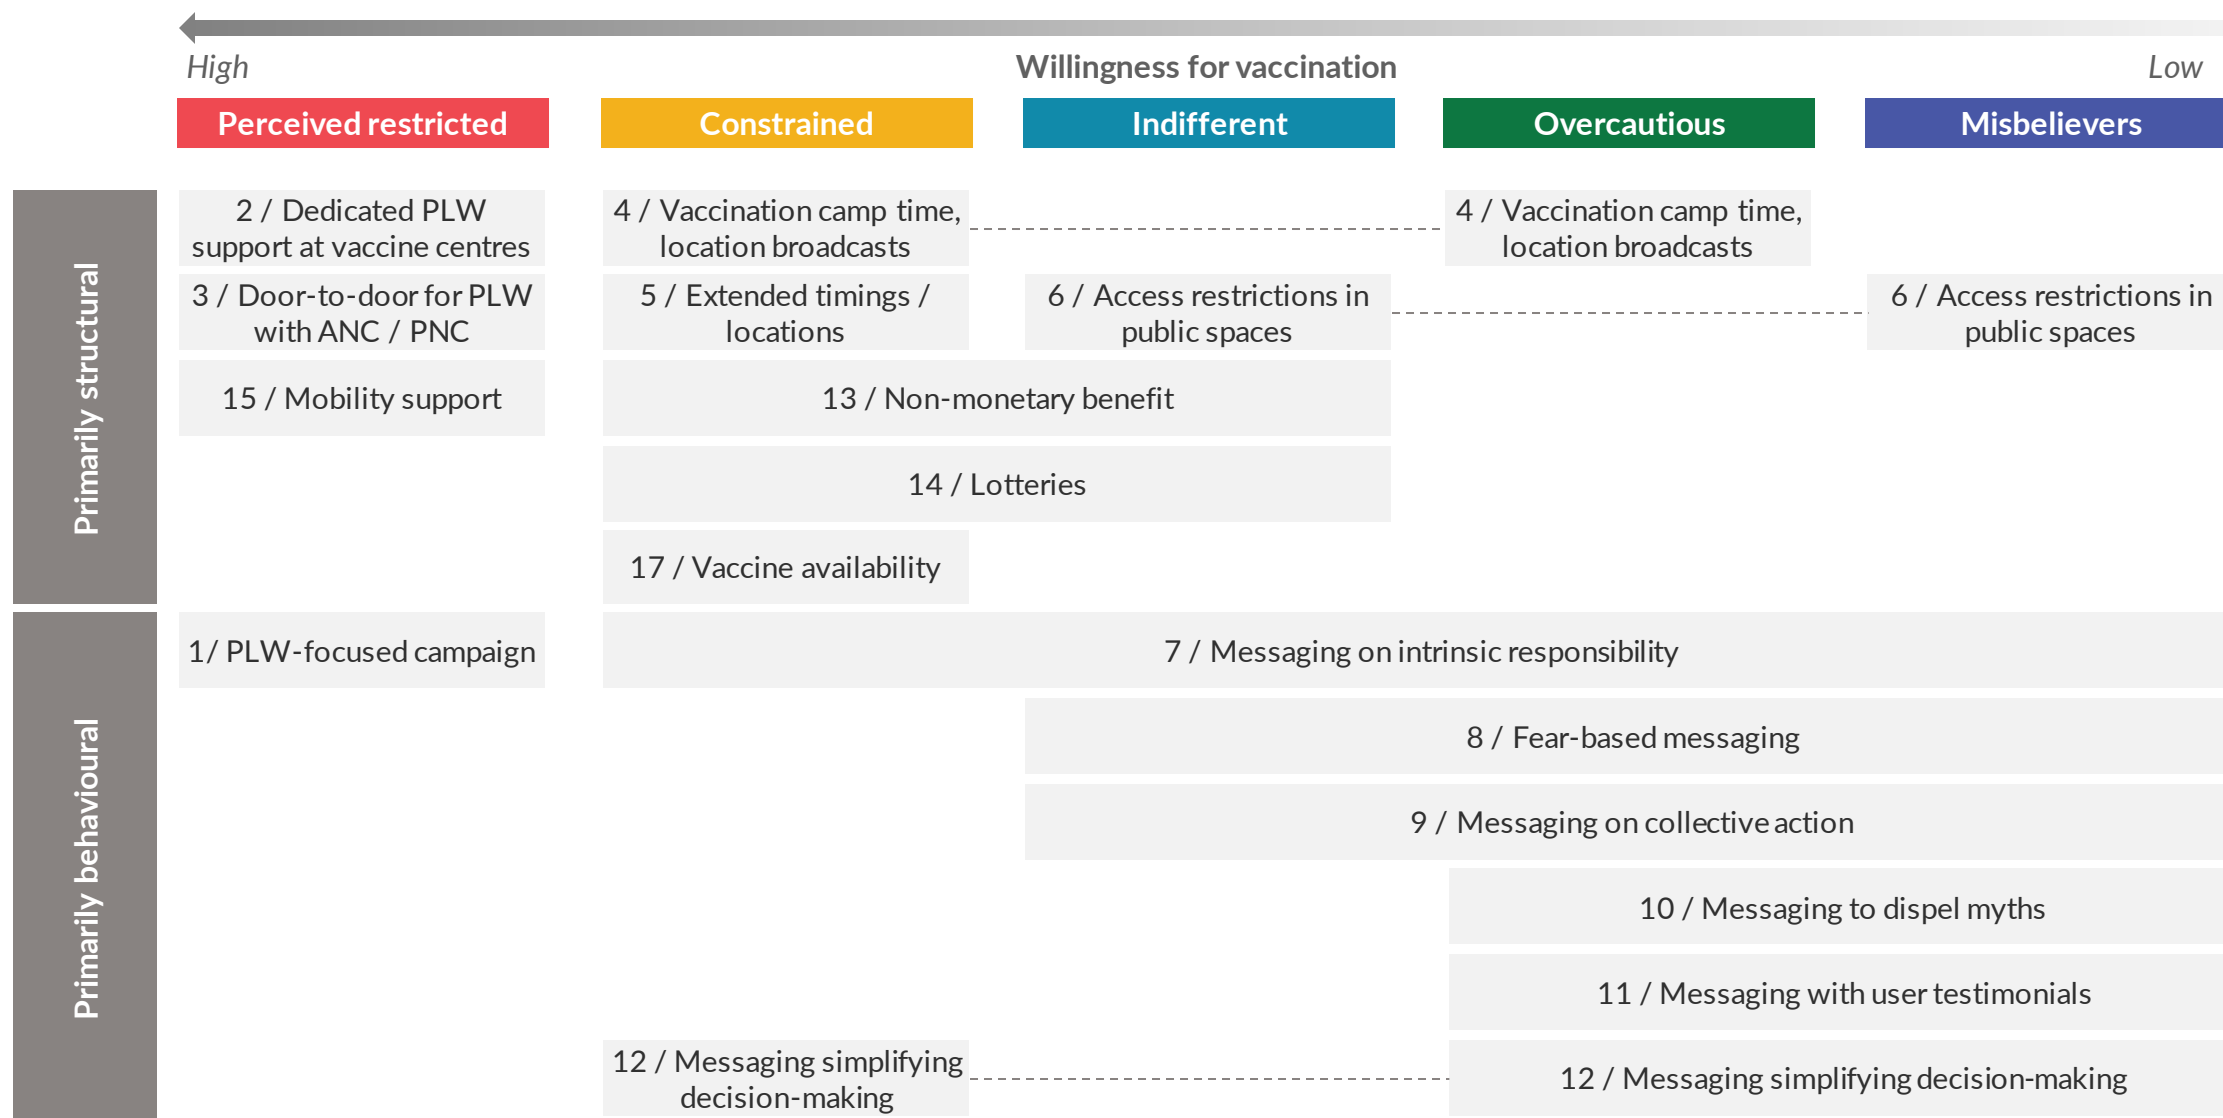 High
Willingness for vaccination
Low
Perceived restricted
Constrained
Indifferent
Overcautious
Misbelievers
Primarily structural
2 / Dedicated PLW
support at vaccine centres
4 / Vaccination camp time,
location broadcasts
4 / Vaccination camp time,
location broadcasts
3 / Door-to-door for PLW
with ANC / PNC
5 / Extended timings /
locations
6 / Access restrictions in
public spaces
6 / Access restrictions in
public spaces
15 / Mobility support
13 / Non-monetary benefit
14 / Lotteries
17 / Vaccine availability
Primarily behavioural
1/ PLW-focused campaign
7 / Messaging on intrinsic responsibility
8 / Fear-based messaging
9 / Messaging on collective action
10 / Messaging to dispel myths
11 / Messaging with user testimonials
12 / Messaging simplifying
decision-making
12 / Messaging simplifying decision-making